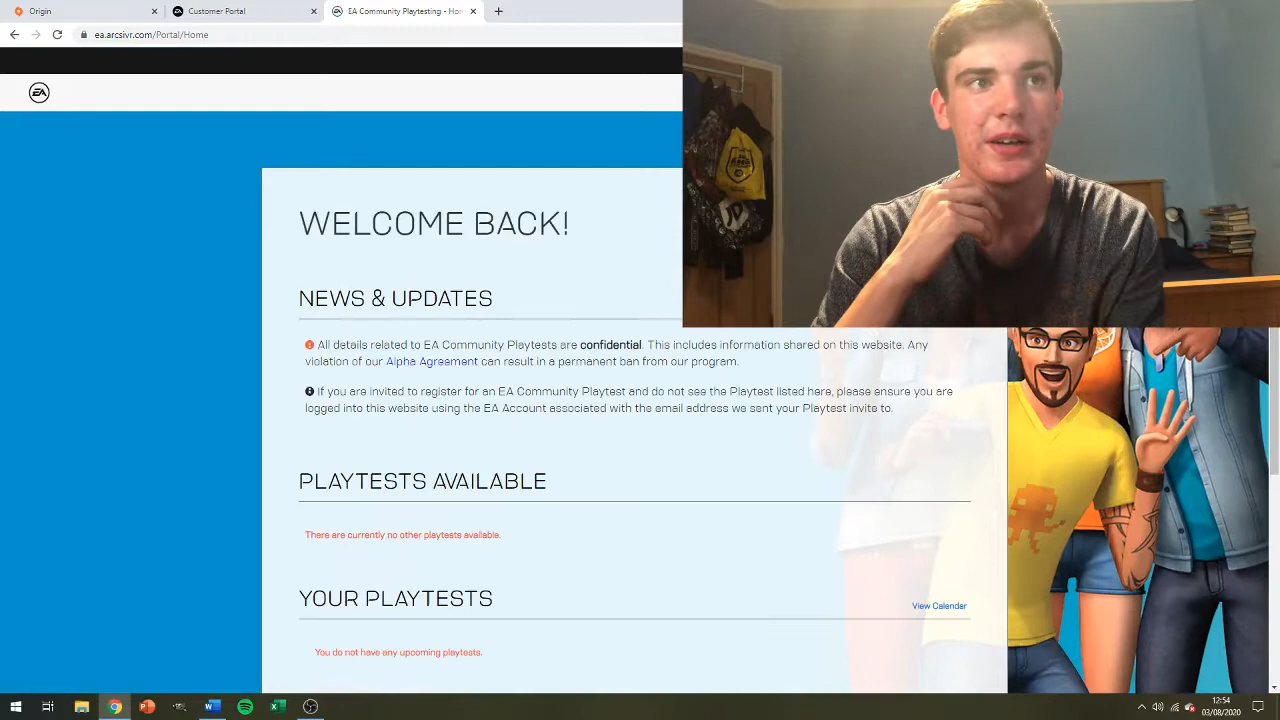 Origin
Customer Portal
EA Community Playtesting - Ho
ea.arcsivr.com/Portal/Home
EA
WELCOME BACK!
NEWS & UPDATES
All details related to EA Community Playtests are confidential. This includes information shared on this website. Any
violation of our Alpha Agreement can result in a permanent ban from our program.
If you are invited to register for an EA Community Playtest and do not see the Playtest listed here, please ensure you are
logged into this website using the EA Account associated with the email address we sent your Playtest invite to.
PLAYTESTS AVAILABLE
There are currently no other playtests available.
YOUR PLAYTESTS
View Calendar
You do not have any upcoming playtests.
12:54
03/08/2020